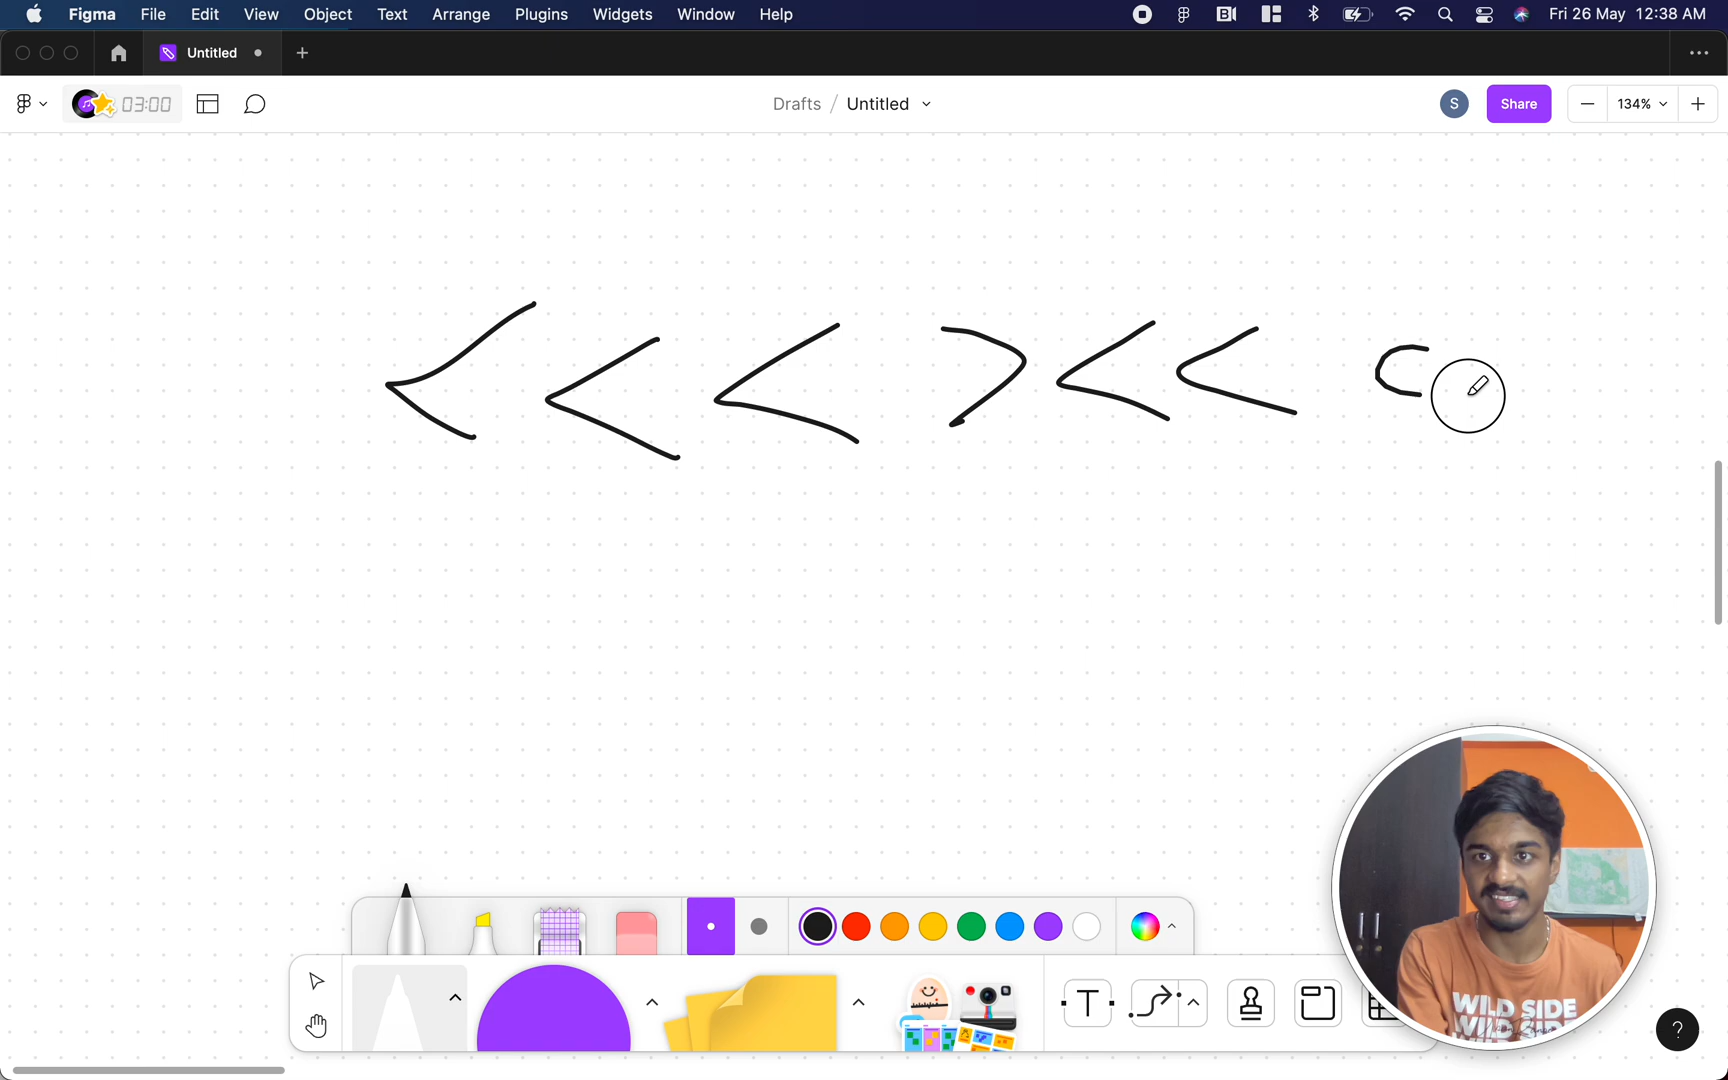 Figma File Edit View Object Text Arrange Plugins Widgets Window Help Fri 26 May 12:38 AM
Untitled
03:00 Drafts / Untitled S Share 134%
< < < > < < c
T
WILD SIDE
?